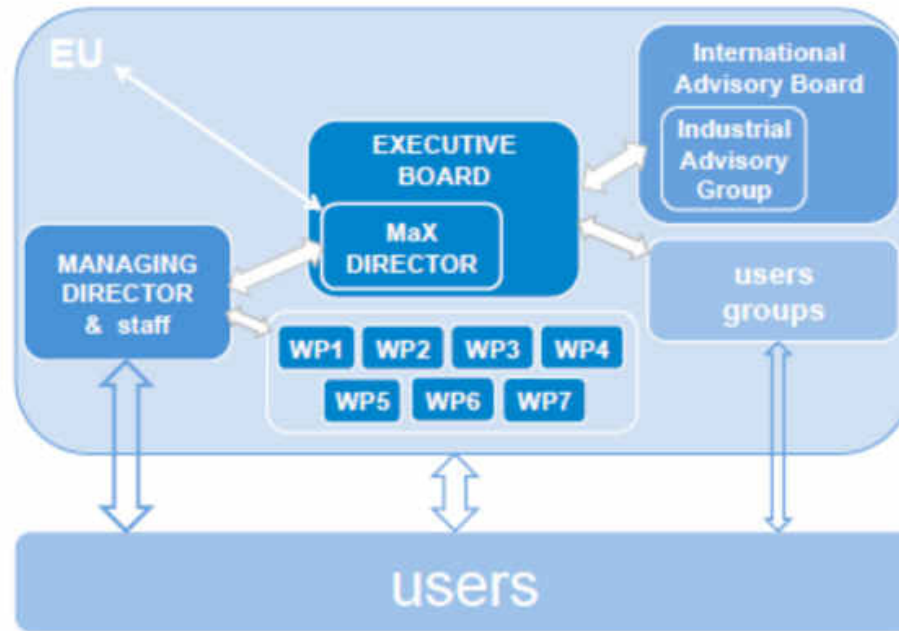 EU
International
Advisory Board
Industrial
Advisory
Group
EXECUTIVE
BOARD
MaX
DIRECTOR
MANAGING
DIRECTOR
& staff
users
groups
WP1 WP2 WP3 WP4
WP5 WP6 WP7
users